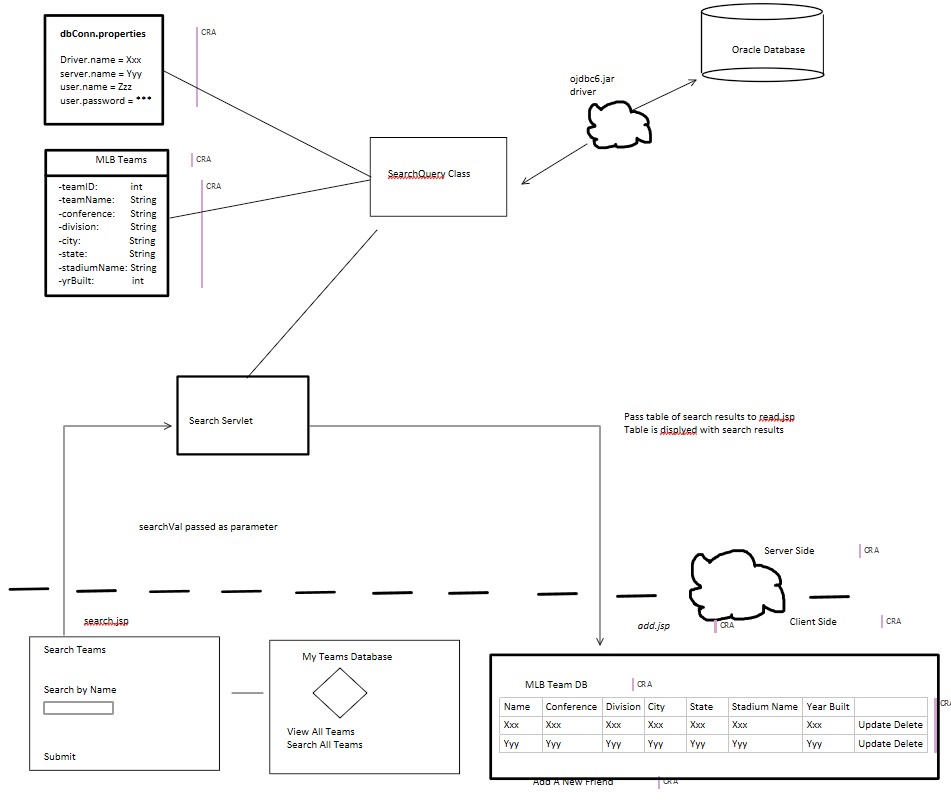 dbConn.properties
CRA
Driver.name = Xxx
server.name = Yyy
user.name = Zzz
user.password = ***
Oracle Database
ojdbc6.jar
driver
MLB Teams
CRA
CRA
-teamID: int
-teamName: String
-conference: String
-division: String
-city: String
-state: String
-stadiumName: String
-yrBuilt: int
SearchQuery Class
Search Servlet
Pass table of search results to read.jsp
Table is displyed with search results
searchVal passed as parameter
Server Side
CRA
search.jsp
add.jsp
CRA
Client Side
CRA
Search Teams
Search by Name
Submit
My Teams Database
View All Teams
Search All Teams
MLB Team DB
CRA
CRA
Name Conference Division City State Stadium Name Year Built
Xxx Xxx Xxx Xxx Xxx Xxx Xxx Update Delete
Yyy Yyy Yyy Yyy Yyy Yyy Yyy Update Delete
Add A New Friend
CRA